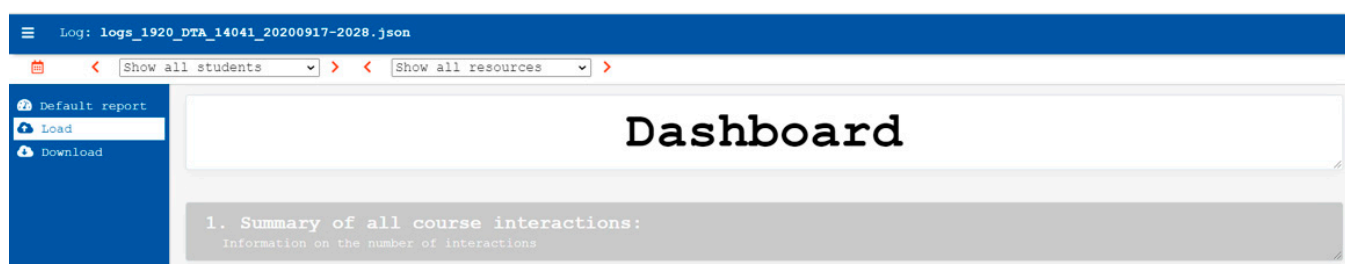 Log: logs_1920_DTA_14041_20200917-2028.json
Show all students Show all resources
Default report
Load
Download
Dashboard
1. Summary of all course interactions:
Information on the number of interactions